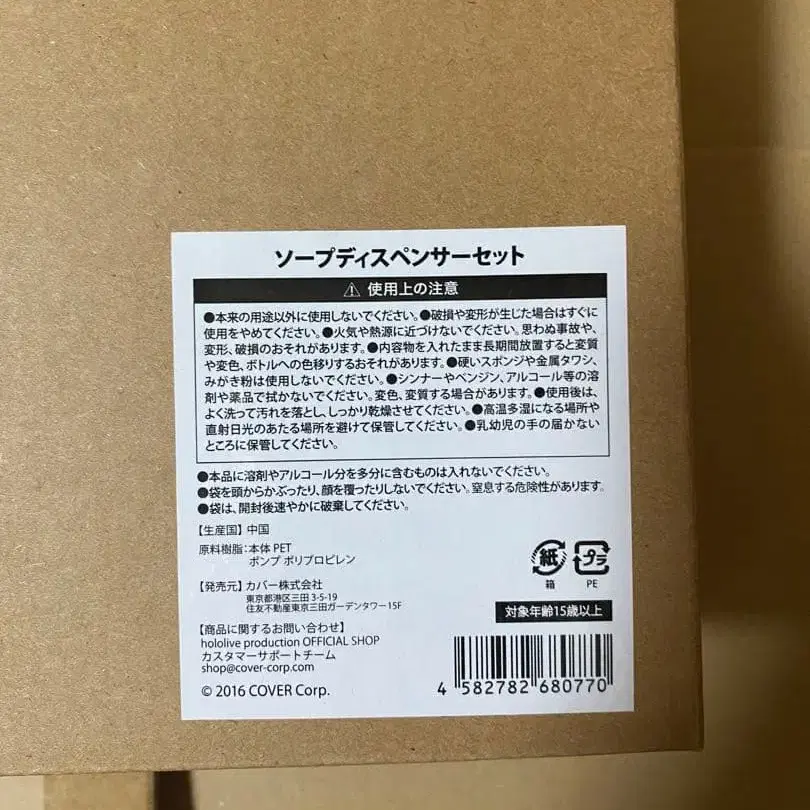 ソープディスペンサーセット
⚠ 使用上の注意
●本来の用途以外に使用しないでください。●破損や変形が生じた場合はすぐに
使用をやめてください。●火気や熱源に近づけないでください。思わぬ事故や、
変形、破損のおそれがあります。●内容物を入れたまま長期間放置すると変質
や変色、ボトルへの色移りするおそれがあります。●硬いスポンジや金属タワシ、
みがき粉は使用しないでください。●シンナーやベンジン、アルコール等の溶
剤や薬品で拭かないでください。変色、変質する場合があります。●使用後は、
よく洗って汚れを落とし、しっかり乾燥させてください。●高温多湿になる場所や
直射日光のあたる場所を避けて保管してください。●乳幼児の手の届かない
ところに保管してください。
●本品に溶剤やアルコール分を多分に含むものは入れないでください。
●袋を頭からかぶったり、顔を覆ったりしないでください。窒息する危険性があります。
●袋は、開封後速やかに破棄してください。
【生産国】中国
原料樹脂：本体 PET
ポンプ ポリプロピレン
紙
箱
プラ
PE
【発売元】カバー株式会社
東京都港区三田 3-5-19
住友不動産東京三田ガーデンタワー15F
対象年齢15歳以上
【商品に関するお問い合わせ】
hololive production OFFICIAL SHOP
カスタマーサポートチーム
shop@cover-corp.com
© 2016 COVER Corp.
4 582782 680770